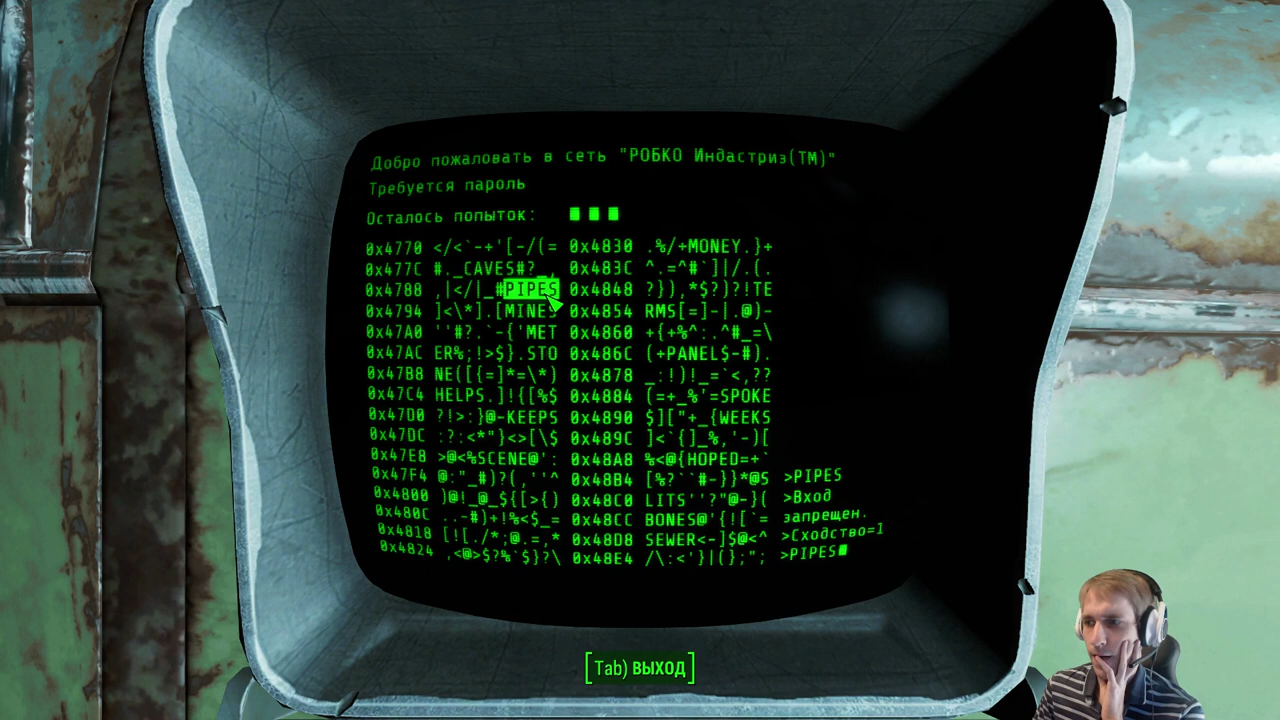 Добро пожаловать в сеть "РОБКО Индастриз(ТМ)"
Требуется пароль
Осталось попыток: ■ ■ ■
0x4770 </<`-+'[-/(= 0x4830 .%/+MONEY.}+
0x477C #._CAVES#?_, 0x483C ^.=^#`]|/.(.
0x4788 ,|</|_#PIPES 0x4848 ?}),*$?)?!TE
0x4794 ]<\*].[MINES 0x4854 RMS[=]-|.@)-
0x47A0 ''#?.`-{'MET 0x4860 +{+%^:.^#_=\
0x47AC ER%;!>$}.STO 0x486C (+PANEL$-#).
0x47B8 NE([{=]*=\*) 0x4878 _:!)!_=`<,??
0x47C4 HELPS.]!{[%$ 0x4884 (=+_%'=SPOKE
0x47D0 ?!>:}@-KEEPS 0x4890 $]["+_{WEEKS
0x47DC :?:<*"}<>[\$ 0x489C ]<`{]_%,'-)[
0x47E8 >@<%SCENE@': 0x48A8 %<@{HOPED=+`
0x47F4 @:"_#)?(,''^ 0x48B4 [%?``#-}}*@S
0x4800 )@!_@_${[>{) 0x48C0 LITS''?"@-}(
0x480C ..-#)+!%<$_= 0x48CC BONES@'{![`=
0x4818 [![./*;@.=,* 0x48D8 SEWER<-]$@<^
0x4824 ,<@>$?%`$}?\ 0x48E4 /\:<'}|(};";
>PIPES
>Вход
запрещен.
>Сходство=1
>PIPES■
[Tab) ВЫХОД]